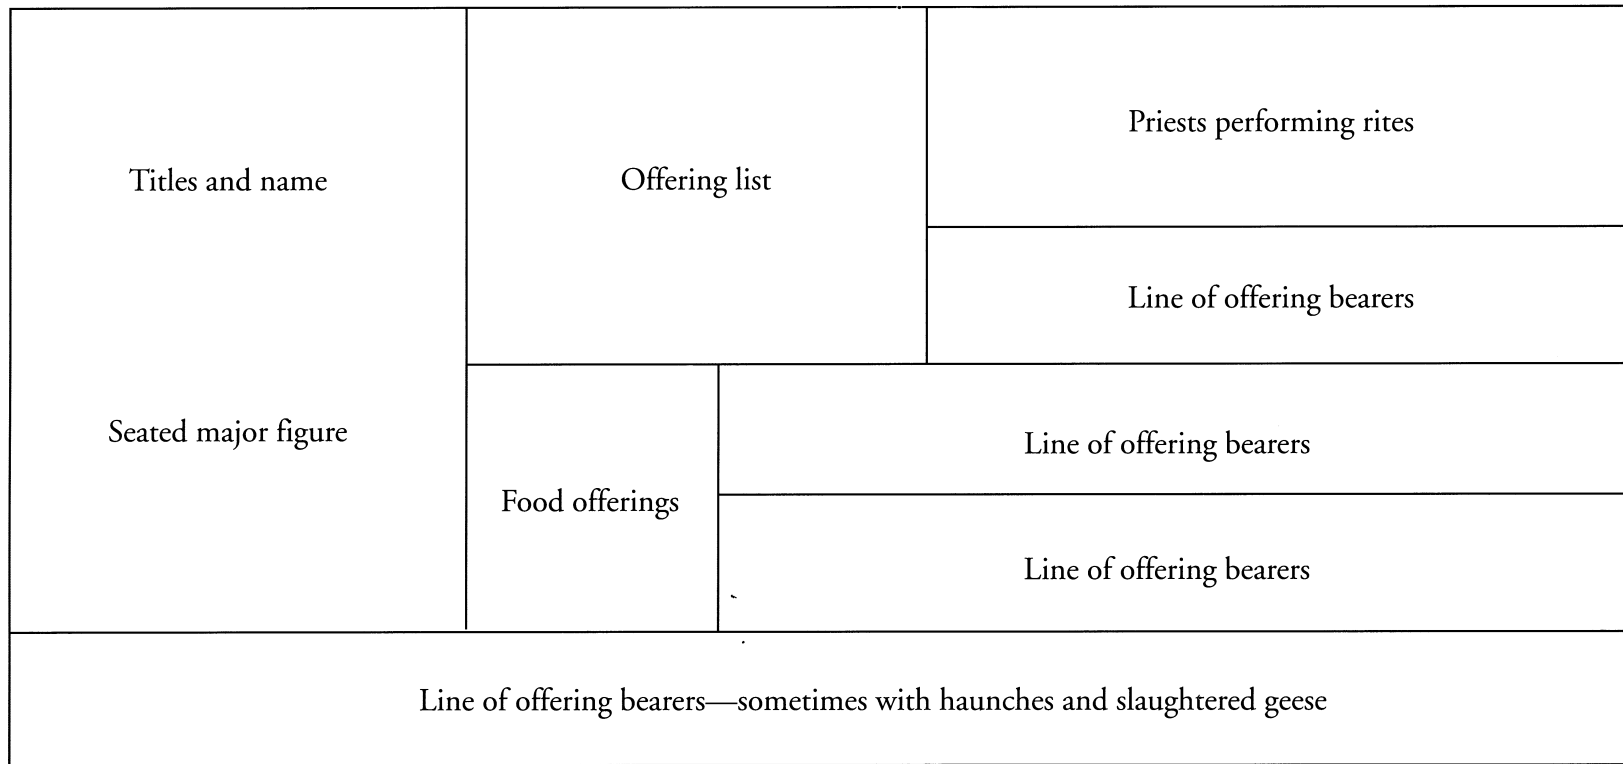 Titles and name
Seated major figure
Offering list
Priests performing rites
Line of offering bearers
Food offerings
Line of offering bearers
Line of offering bearers
Line of offering bearers—sometimes with haunches and slaughtered geese